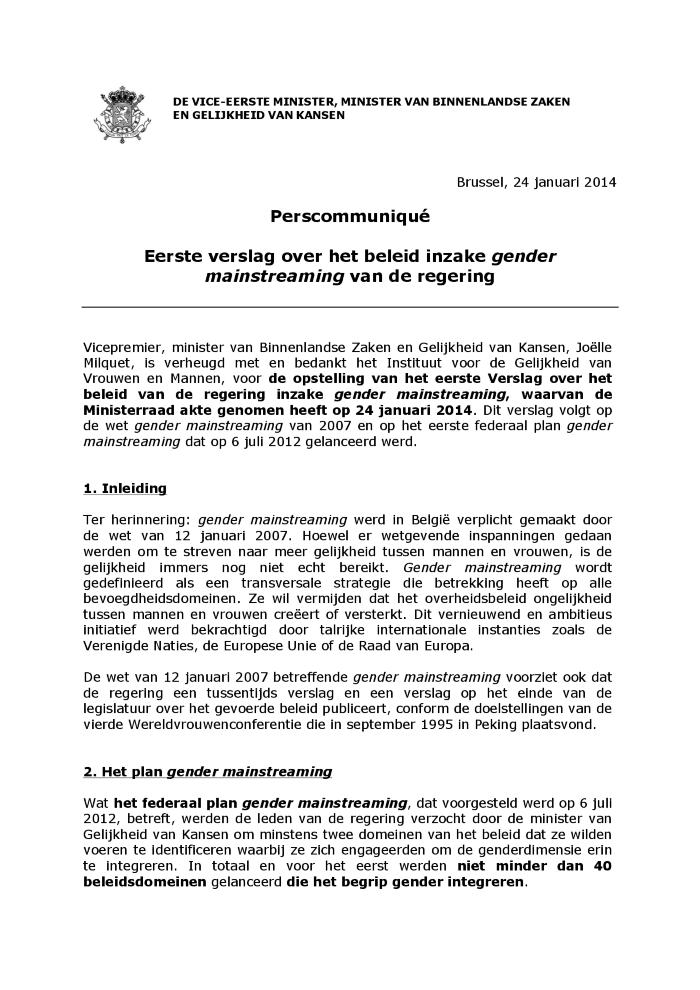 DE VICE-EERSTE MINISTER, MINISTER VAN BINNENLANDSE ZAKEN
EN GELIJKHEID VAN KANSEN
Brussel, 24 januari 2014
Perscommuniqué
Eerste verslag over het beleid inzake gender
mainstreaming van de regering
Vicepremier, minister van Binnenlandse Zaken en Gelijkheid van Kansen, Joëlle
Milquet, is verheugd met en bedankt het Instituut voor de Gelijkheid van
Vrouwen en Mannen, voor de opstelling van het eerste Verslag over het
beleid van de regering inzake gender mainstreaming, waarvan de
Ministerraad akte genomen heeft op 24 januari 2014. Dit verslag volgt op
de wet gender mainstreaming van 2007 en op het eerste federaal plan gender
mainstreaming dat op 6 juli 2012 gelanceerd werd.
1. Inleiding
Ter herinnering: gender mainstreaming werd in België verplicht gemaakt door
de wet van 12 januari 2007. Hoewel er wetgevende inspanningen gedaan
werden om te streven naar meer gelijkheid tussen mannen en vrouwen, is de
gelijkheid immers nog niet echt bereikt. Gender mainstreaming wordt
gedefinieerd als een transversale strategie die betrekking heeft op alle
bevoegdheidsdomeinen. Ze wil vermijden dat het overheidsbeleid ongelijkheid
tussen mannen en vrouwen creëert of versterkt. Dit vernieuwend en ambitieus
initiatief werd bekrachtigd door talrijke internationale instanties zoals de
Verenigde Naties, de Europese Unie of de Raad van Europa.
De wet van 12 januari 2007 betreffende gender mainstreaming voorziet ook dat
de regering een tussentijds verslag en een verslag op het einde van de
legislatuur over het gevoerde beleid publiceert, conform de doelstellingen van de
vierde Wereldvrouwenconferentie die in september 1995 in Peking plaatsvond.
2. Het plan gender mainstreaming
Wat het federaal plan gender mainstreaming, dat voorgesteld werd op 6 juli
2012, betreft, werden de leden van de regering verzocht door de minister van
Gelijkheid van Kansen om minstens twee domeinen van het beleid dat ze wilden
voeren te identificeren waarbij ze zich engageerden om de genderdimensie erin
te integreren. In totaal en voor het eerst werden niet minder dan 40
beleidsdomeinen gelanceerd die het begrip gender integreren.